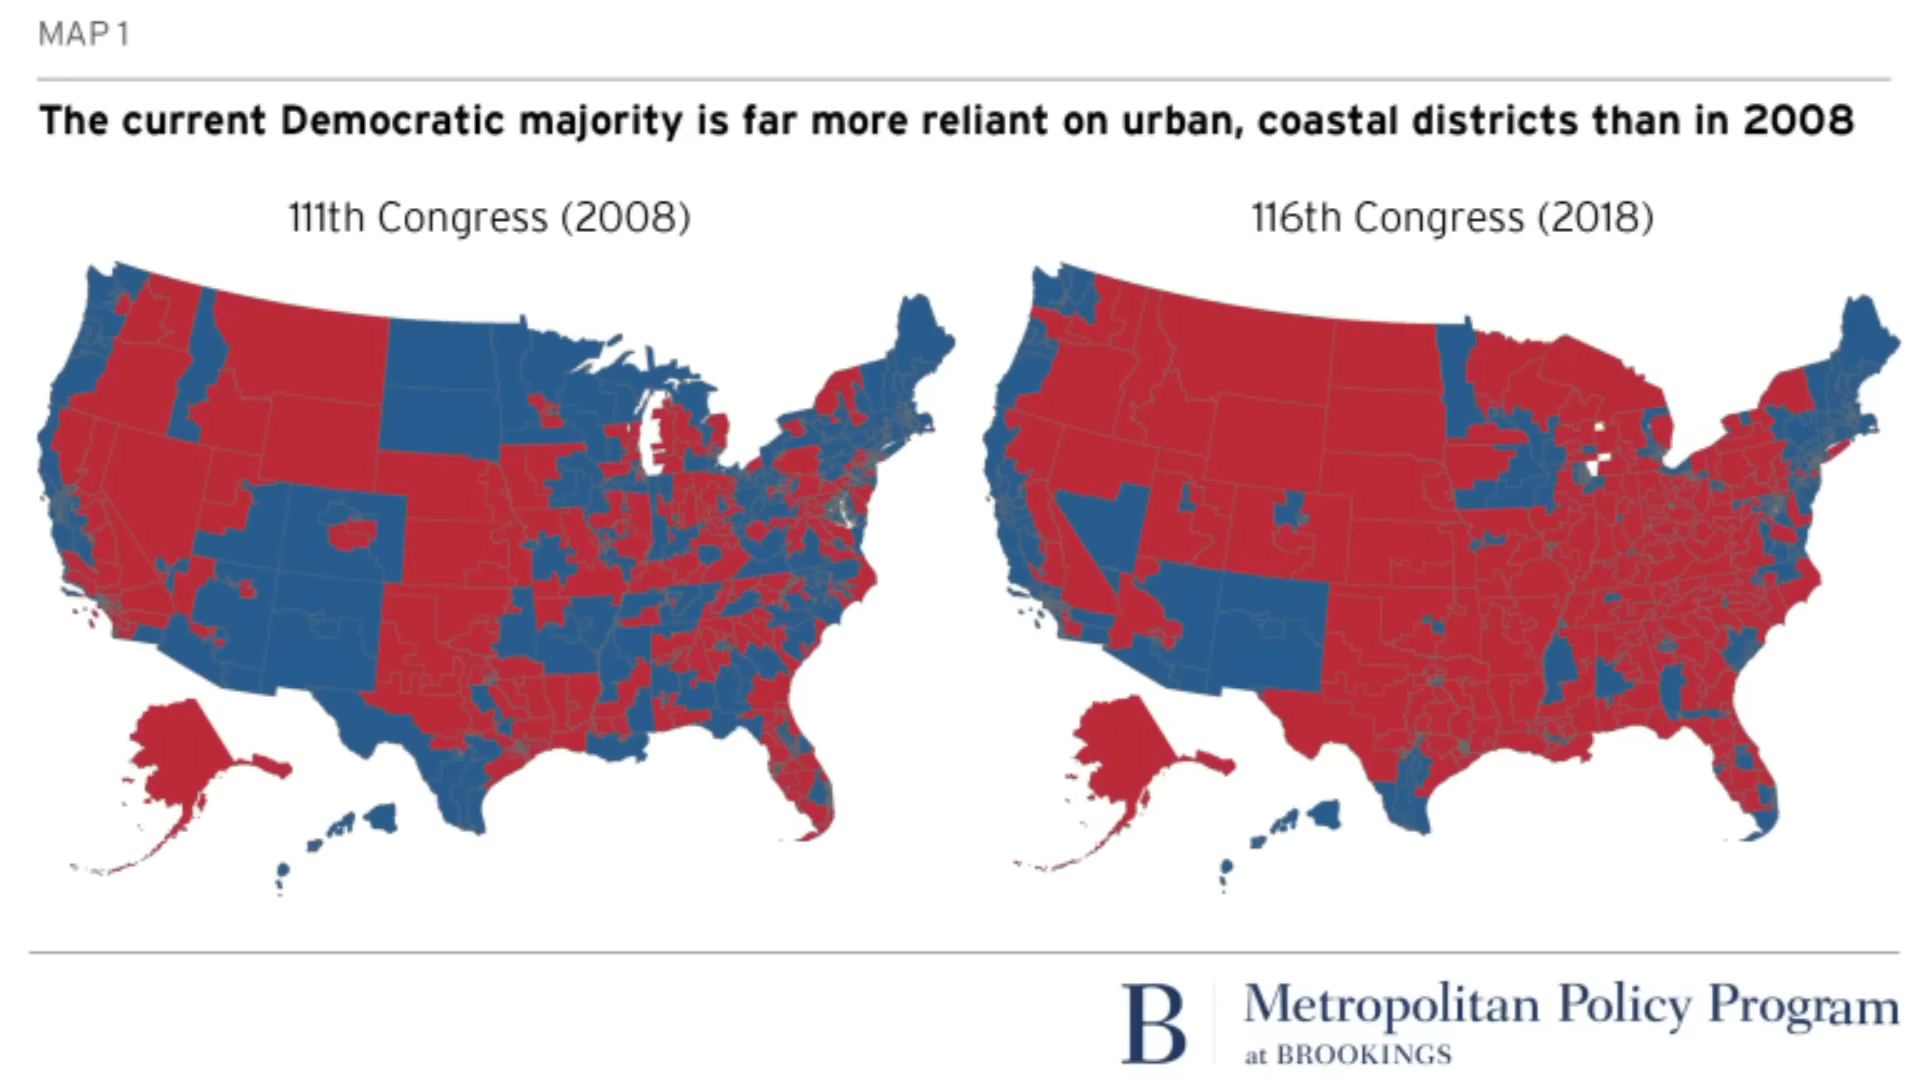 MAP 1
The current Democratic majority is far more reliant on urban, coastal districts than in 2008
111th Congress (2008)
116th Congress (2018)
B
Metropolitan Policy Program
at BROOKINGS